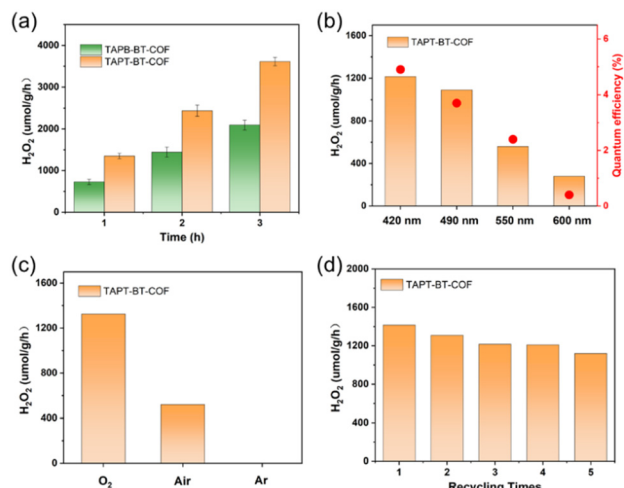 (a)
TAPB-BT-COF
TAPT-BT-COF
H₂O₂ (umol/g/h)
4000
3000
2000
1000
0
1 2 3
Time (h)
(b)
TAPT-BT-COF
H₂O₂ (umol/g/h)
1600
1200
800
400
0
6
4
2
0
Quantum efficiency (%)
420 nm 490 nm 550 nm 600 nm
(c)
TAPT-BT-COF
H₂O₂ (umol/g/h)
1600
1200
800
400
0
O₂ Air Ar
(d)
TAPT-BT-COF
H₂O₂ (umol/g/h)
2000
1600
1200
800
400
0
1 2 3 4 5
Recycling Times